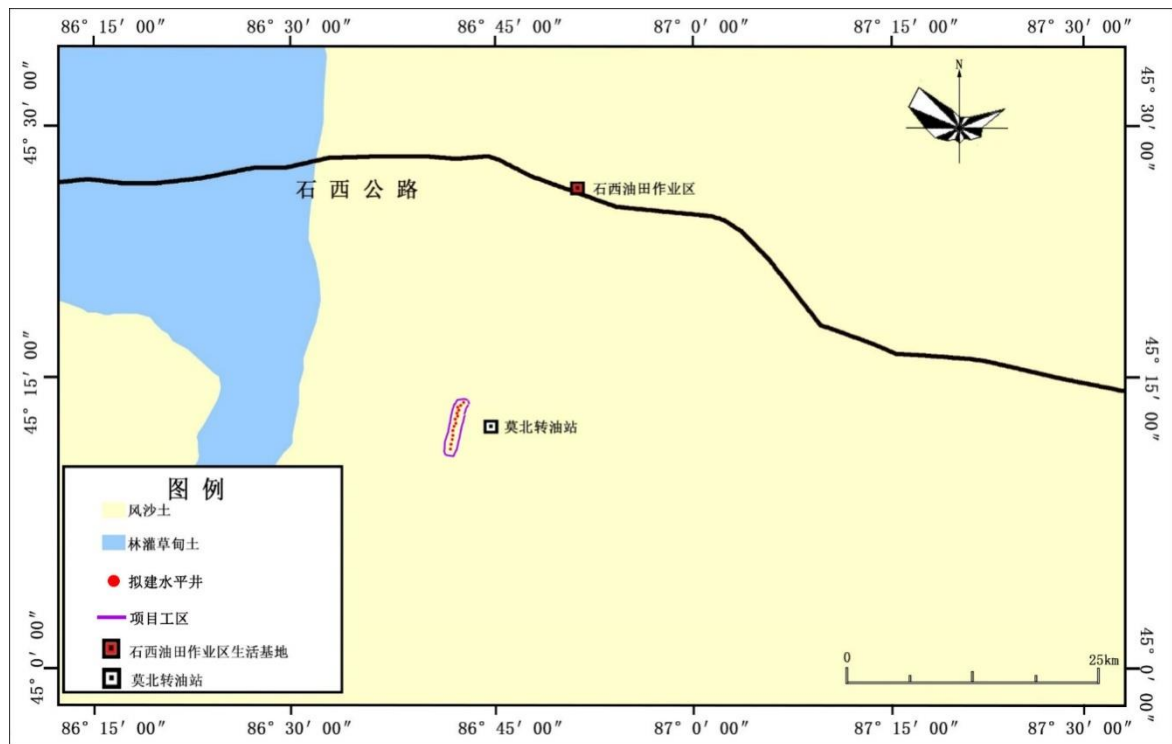 86° 15′ 00″ 86° 30′ 00″ 86° 45′ 00″ 87° 0′ 00″ 87° 15′ 00″ 87° 30′ 00″
N
45° 30′ 00″
45° 30′ 00″
石西公路
石西油田作业区
45° 15′ 00″
45° 15′ 00″
莫北转油站
图例
风沙土
林灌草甸土
拟建水平井
项目工区
石西油田作业区生活基地
莫北转油站
45° 0′ 00″
45° 0′ 00″
0 25km
86° 15′ 00″ 86° 30′ 00″ 86° 45′ 00″ 87° 0′ 00″ 87° 15′ 00″ 87° 30′ 00″